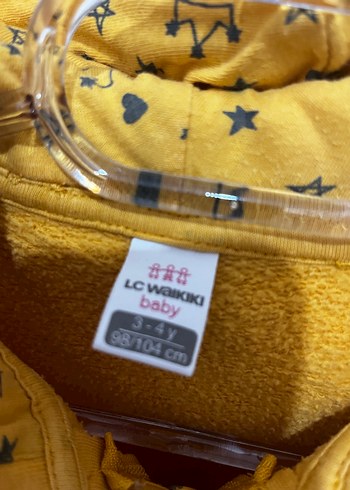 LC WAIKIKI
baby
3 - 4 y
98/104 cm